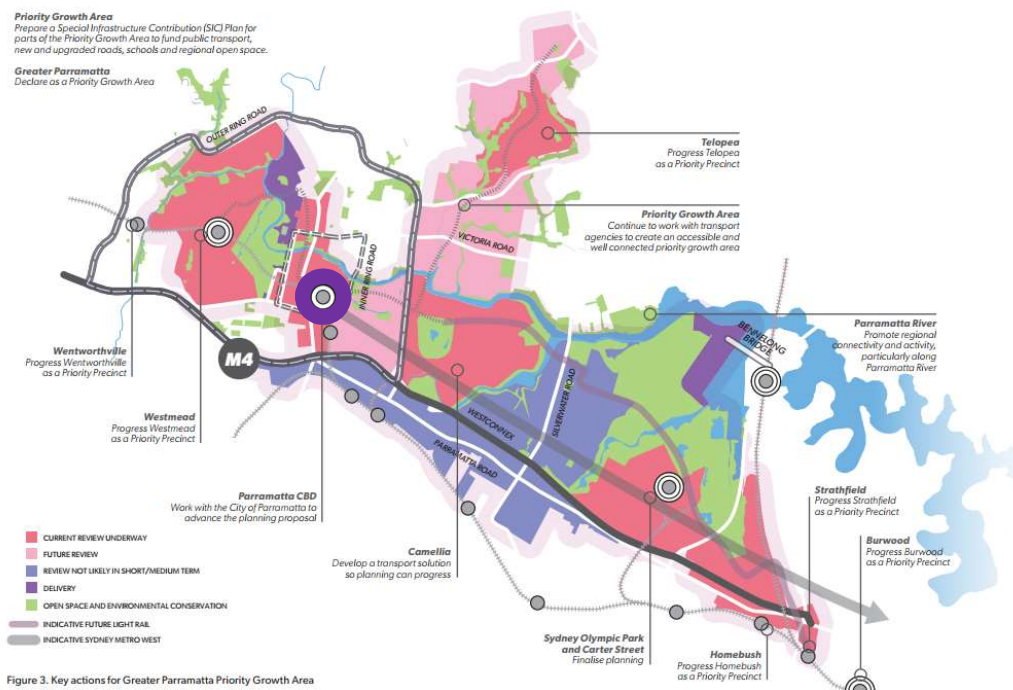 Priority Growth Area
Prepare a Special Infrastructure Contribution (SIC) Plan for
parts of the Priority Growth Area to fund public transport,
new and upgraded roads, schools and regional open space.
Greater Parramatta
Declare as a Priority Growth Area
OUTER RING ROAD
Telopea
Progress Telopea
as a Priority Precinct
Priority Growth Area
Continue to work with transport
agencies to create an accessible and
well connected priority growth area
VICTORIA ROAD
INNER RING ROAD
Parramatta River
Promote regional
connectivity and activity,
particularly along
Parramatta River
BENNELONG
BRIDGE
Wentworthville
Progress Wentworthville
as a Priority Precinct
M4
SILVERWATER ROAD
WESTCONNEX
PARRAMATTA ROAD
Westmead
Progress Westmead
as a Priority Precinct
Parramatta CBD
Work with the City of Parramatta to
advance the planning proposal
Strathfield
Progress Strathfield
as a Priority Precinct
Burwood
Progress Burwood
as a Priority Precinct
Camellia
Develop a transport solution
so planning can progress
CURRENT REVIEW UNDERWAY
FUTURE REVIEW
REVIEW NOT LIKELY IN SHORT/MEDIUM TERM
DELIVERY
OPEN SPACE AND ENVIRONMENTAL CONSERVATION
INDICATIVE FUTURE LIGHT RAIL
INDICATIVE SYDNEY METRO WEST
Sydney Olympic Park
and Carter Street
Finalise planning
Homebush
Progress Homebush
as a Priority Precinct
Figure 3. Key actions for Greater Parramatta Priority Growth Area